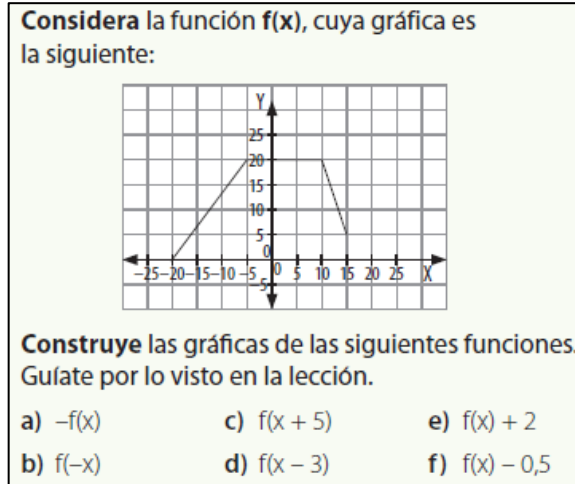 Considera la función f(x), cuya gráfica es
la siguiente:
Y
25
20
15
10
5
0
-25 -20 -15 -10 -5 0 5 10 15 20 25 X
-5
Construye las gráficas de las siguientes funciones.
Guíate por lo visto en la lección.
a) –f(x) c) f(x + 5) e) f(x) + 2
b) f(–x) d) f(x – 3) f) f(x) – 0,5